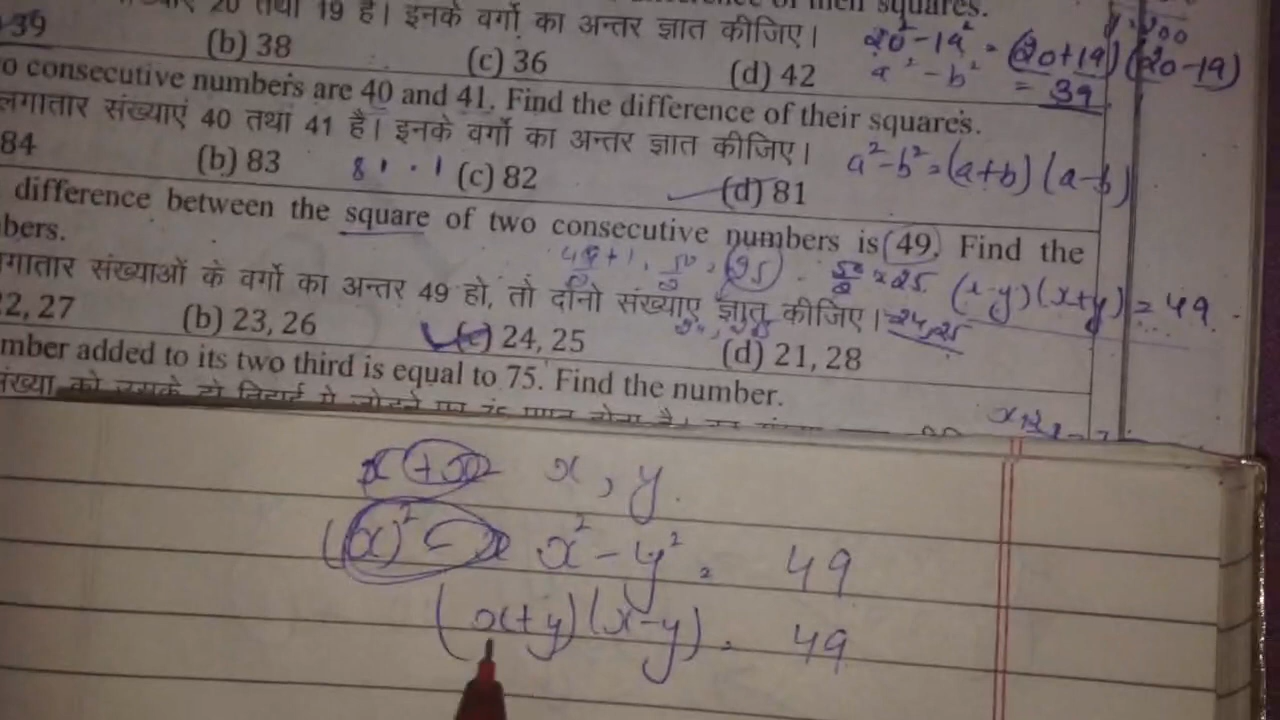 20 तथा 19 है। इनके वर्गो का अन्तर ज्ञात कीजिए।
39 (b) 38 (c) 36 (d) 42
20² - 19² = (20+19) (20-19)
a² - b² = 39
o consecutive numbers are 40 and 41. Find the difference of their squares.
लगातार संख्याएं 40 तथा 41 है। इनके वर्गो का अन्तर ज्ञात कीजिए।
84 (b) 83 (c) 82 (d) 81
a² - b² = (a+b) (a-b)
difference between the square of two consecutive numbers is 49. Find the
bers.
(x-y) (x+y) = 49
गातार संख्याओं के वर्गो का अन्तर 49 हो, तो दोनो संख्याए ज्ञात कीजिए।
24, 25
2, 27 (b) 23, 26 (c) 24, 25 (d) 21, 28
mber added to its two third is equal to 75. Find the number.
x, y.
x² - y² = 49
(x+y) (x-y) = 49